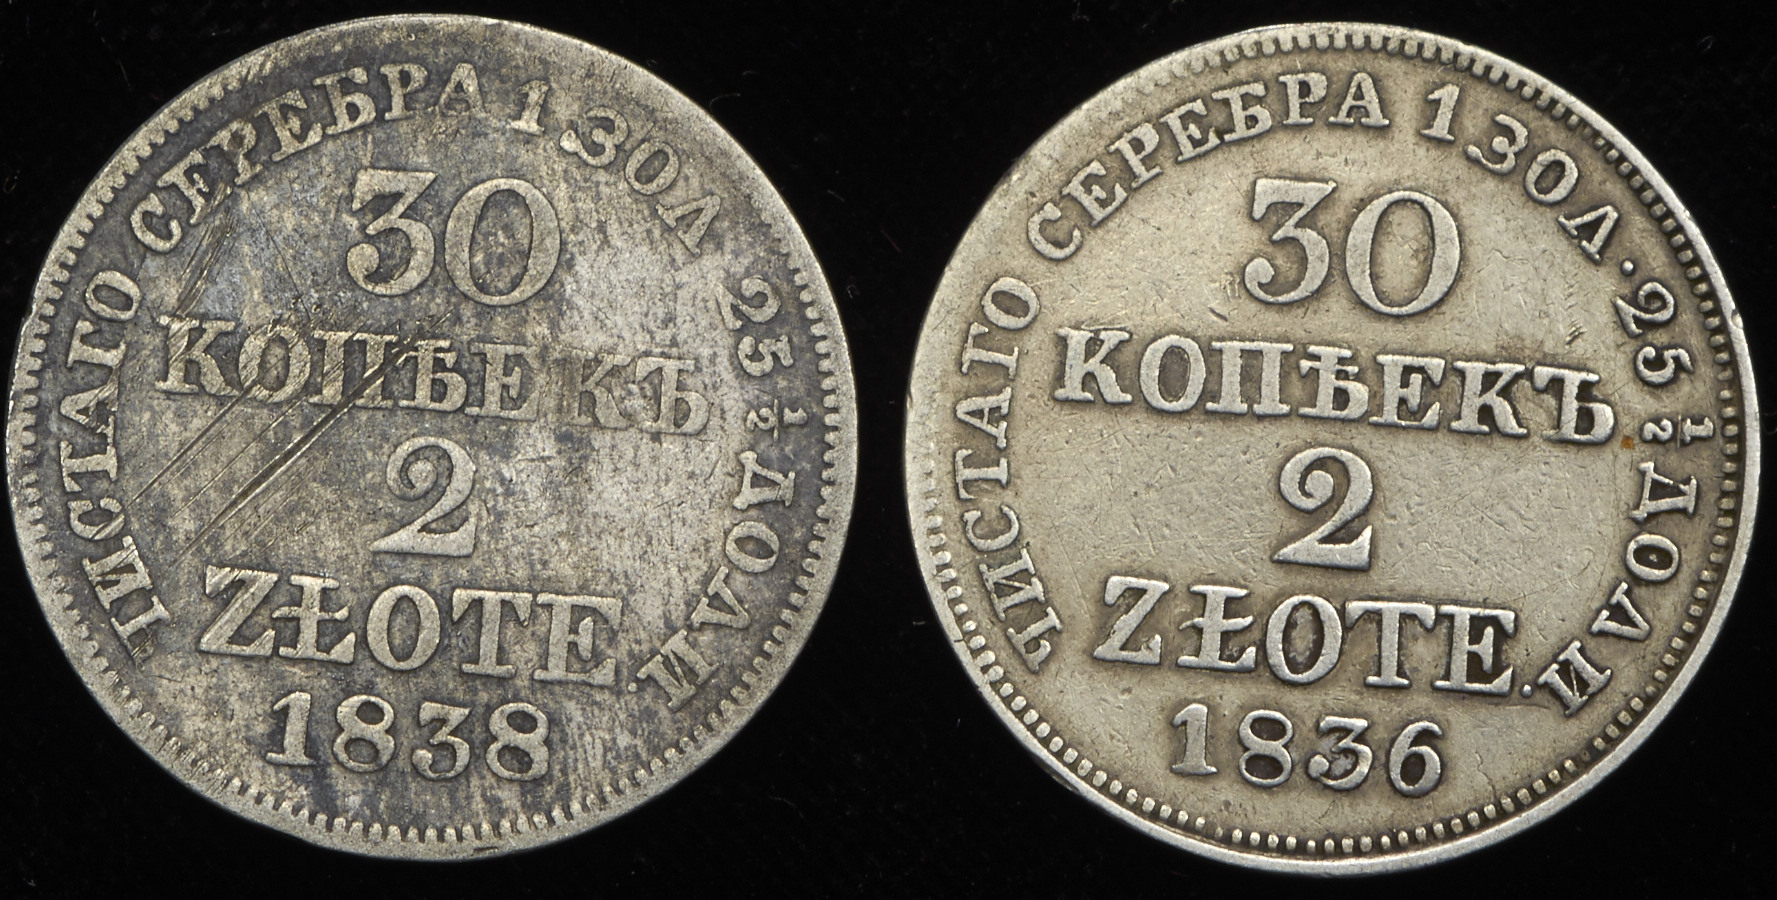 ЧИСТАГО СЕРЕБРА 1 ЗОЛ 25 1/2 ДОЛИ.
30
КОПѢЕКЪ
2
ZŁOTE
1838
ЧИСТАГО СЕРЕБРА 1 ЗОЛ. 25 1/2 ДОЛИ.
30
КОПѢЕКЪ
2
ZŁOTE
1836